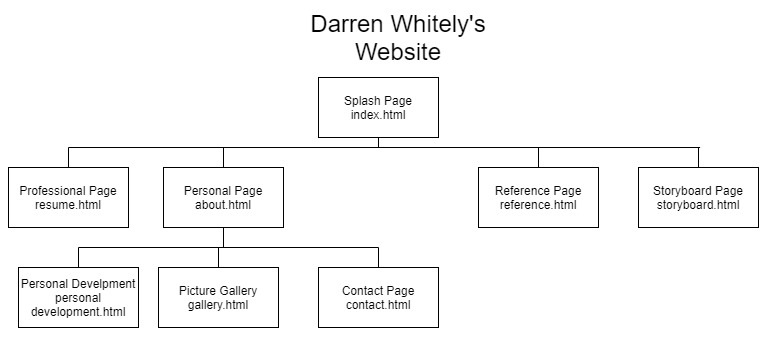 Darren Whitely's
Website
Splash Page
index.html
Professional Page
resume.html
Personal Page
about.html
Reference Page
reference.html
Storyboard Page
storyboard.html
Personal Develpment
personal
development.html
Picture Gallery
gallery.html
Contact Page
contact.html